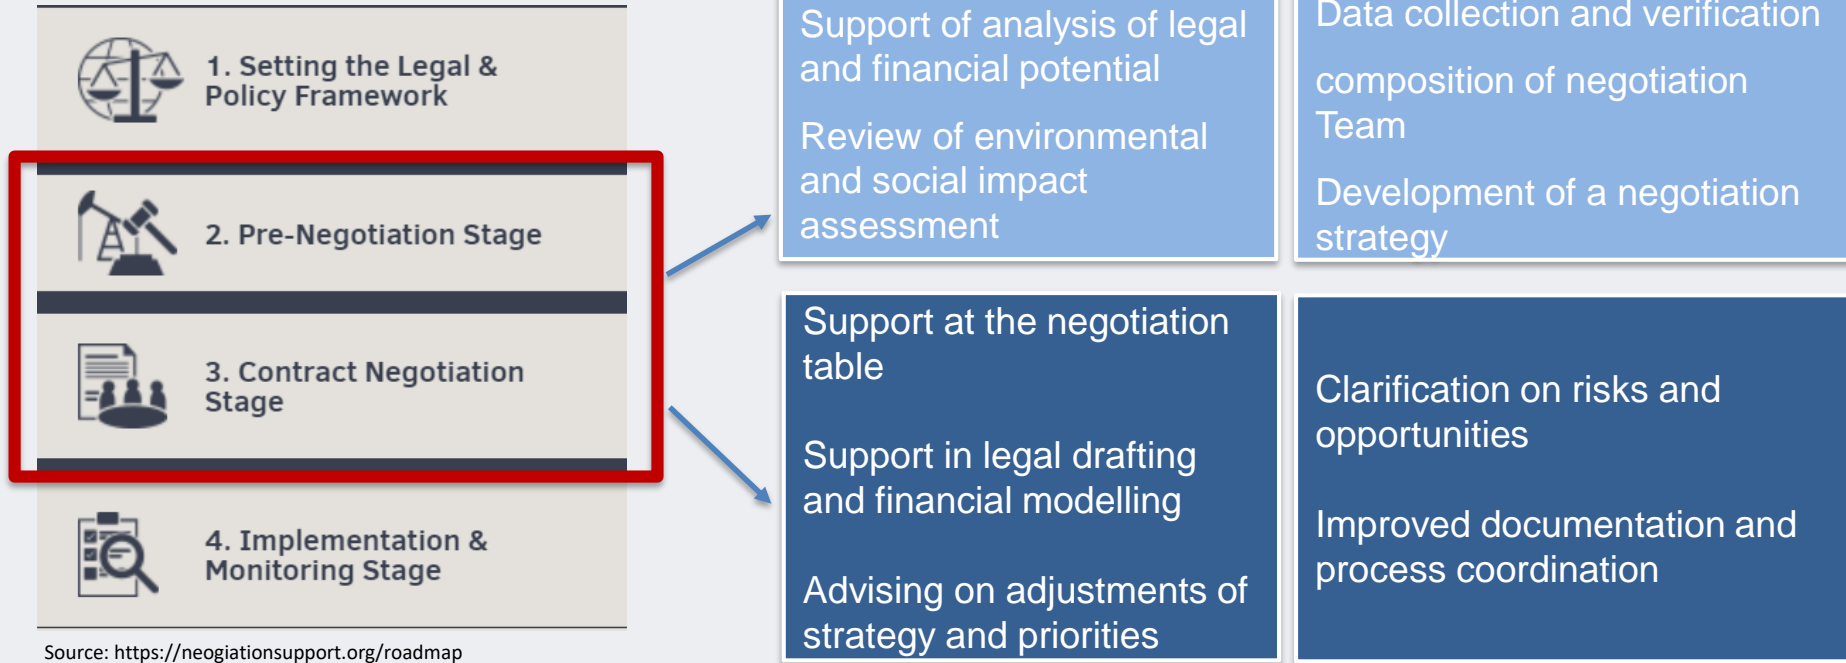 1. Setting the Legal &
Policy Framework
2. Pre-Negotiation Stage
3. Contract Negotiation
Stage
4. Implementation &
Monitoring Stage
Source: https://neogiationsupport.org/roadmap
Support of analysis of legal
and financial potential
Review of environmental
and social impact
assessment
Data collection and verification
composition of negotiation
Team
Development of a negotiation
strategy
Support at the negotiation
table
Support in legal drafting
and financial modelling
Advising on adjustments of
strategy and priorities
Clarification on risks and
opportunities
Improved documentation and
process coordination